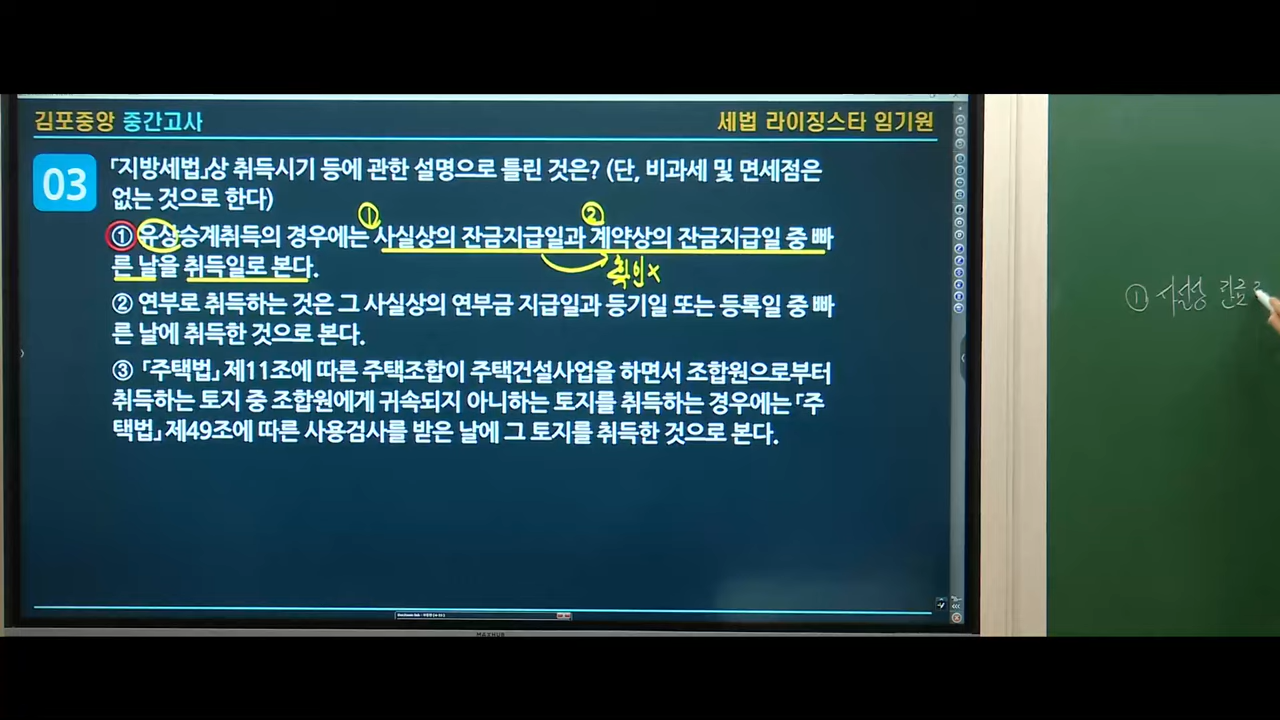 김포중앙 중간고사
세법 라이징스타 임기원
03
「지방세법」상 취득시기 등에 관한 설명으로 틀린 것은? (단, 비과세 및 면세점은
없는 것으로 한다)
① ②
① 유상승계취득의 경우에는 사실상의 잔금지급일과 계약상의 잔금지급일 중 빠
른 날을 취득일로 본다.
확인x
② 연부로 취득하는 것은 그 사실상의 연부금 지급일과 등기일 또는 등록일 중 빠
른 날에 취득한 것으로 본다.
③ 「주택법」 제11조에 따른 주택조합이 주택건설사업을 하면서 조합원으로부터
취득하는 토지 중 조합원에게 귀속되지 아니하는 토지를 취득하는 경우에는 「주
택법」 제49조에 따른 사용검사를 받은 날에 그 토지를 취득한 것으로 본다.
① 사실상 잔금
MAXHUB